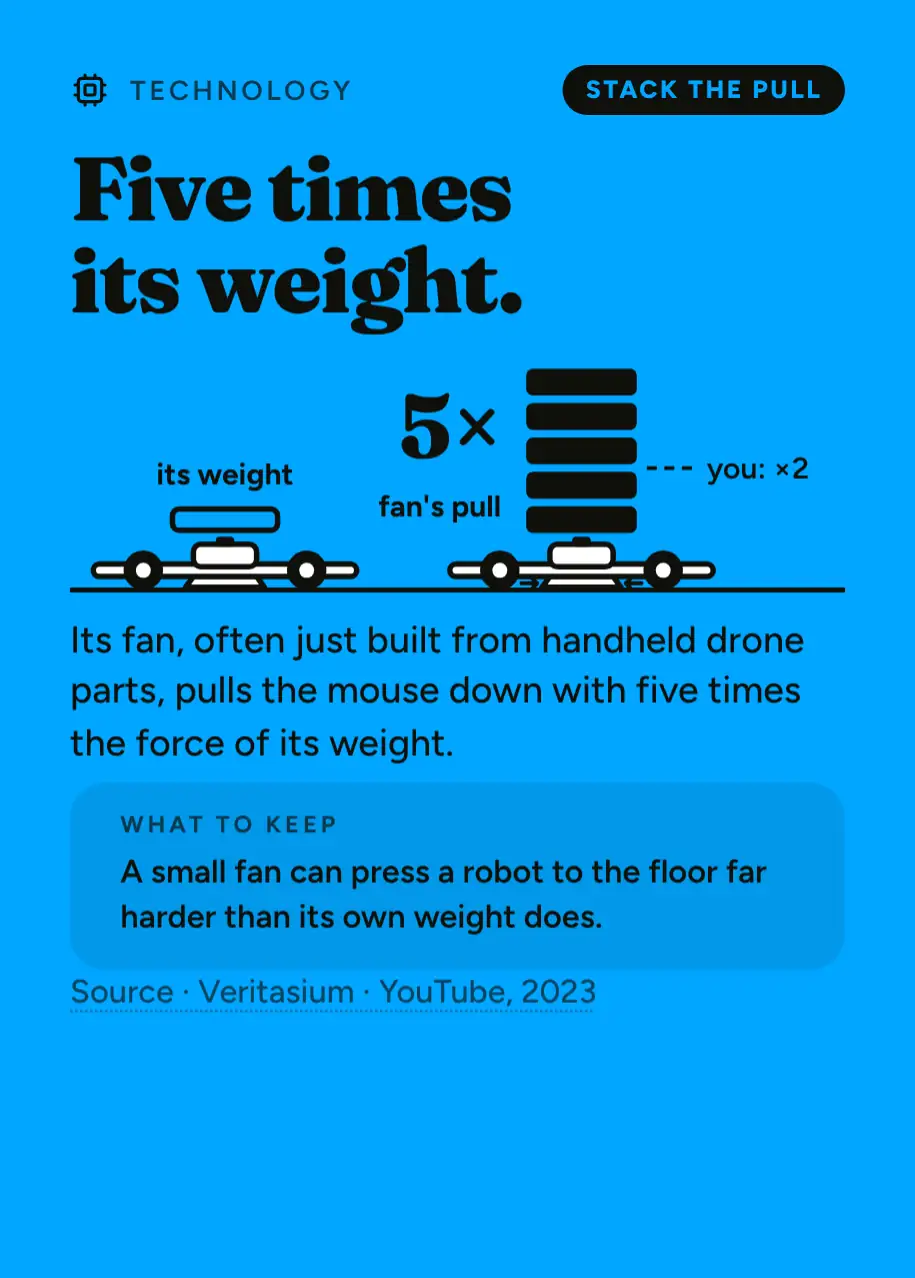 TECHNOLOGY
STACK THE PULL
Five times
its weight.
5×
its weight
fan's pull
you: ×2
Its fan, often just built from handheld drone
parts, pulls the mouse down with five times
the force of its weight.
WHAT TO KEEP
A small fan can press a robot to the floor far
harder than its own weight does.
Source · Veritasium · YouTube, 2023